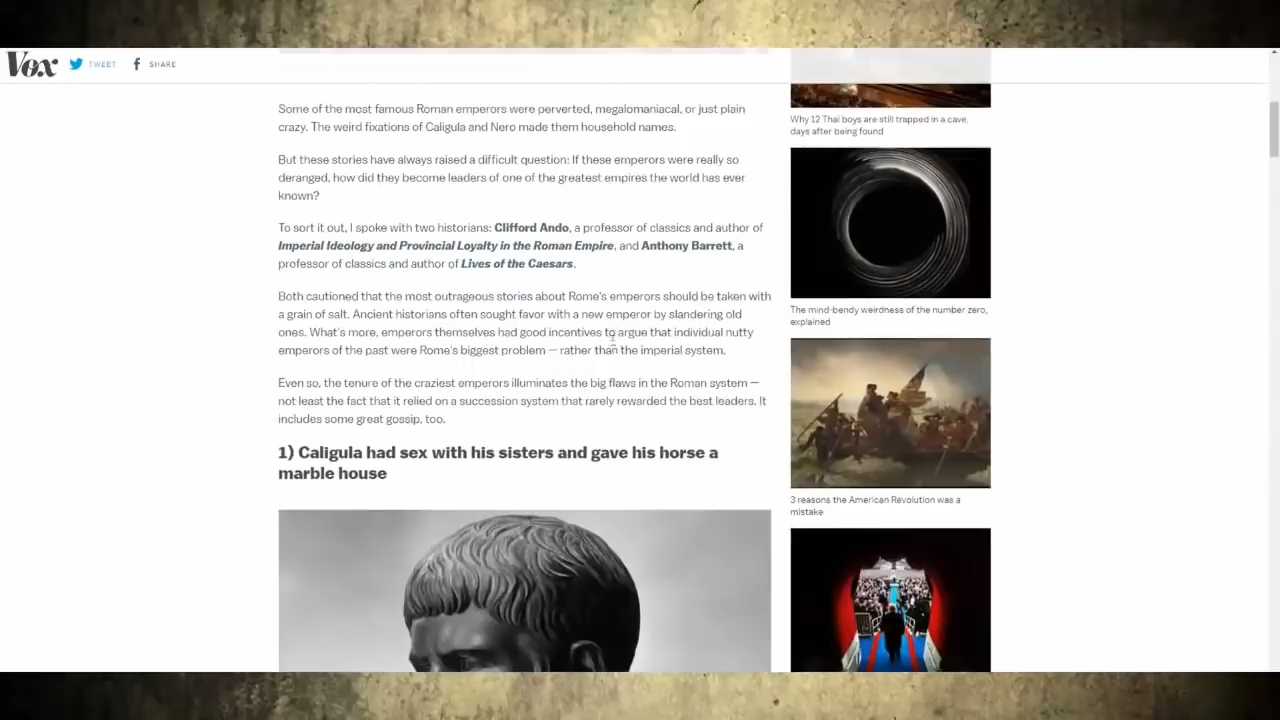 Vox TWEET SHARE
Some of the most famous Roman emperors were perverted, megalomaniacal, or just plain
crazy. The weird fixations of Caligula and Nero made them household names.
But these stories have always raised a difficult question: If these emperors were really so
deranged, how did they become leaders of one of the greatest empires the world has ever
known?
To sort it out, I spoke with two historians: Clifford Ando, a professor of classics and author of
Imperial Ideology and Provincial Loyalty in the Roman Empire, and Anthony Barrett, a
professor of classics and author of Lives of the Caesars.
Both cautioned that the most outrageous stories about Rome's emperors should be taken with
a grain of salt. Ancient historians often sought favor with a new emperor by slandering old
ones. What's more, emperors themselves had good incentives to argue that individual nutty
emperors of the past were Rome's biggest problem — rather than the imperial system.
Even so, the tenure of the craziest emperors illuminates the big flaws in the Roman system —
not least the fact that it relied on a succession system that rarely rewarded the best leaders. It
includes some great gossip, too.
1) Caligula had sex with his sisters and gave his horse a
marble house
Why 12 Thai boys are still trapped in a cave,
days after being found
The mind-bendy weirdness of the number zero,
explained
3 reasons the American Revolution was a
mistake